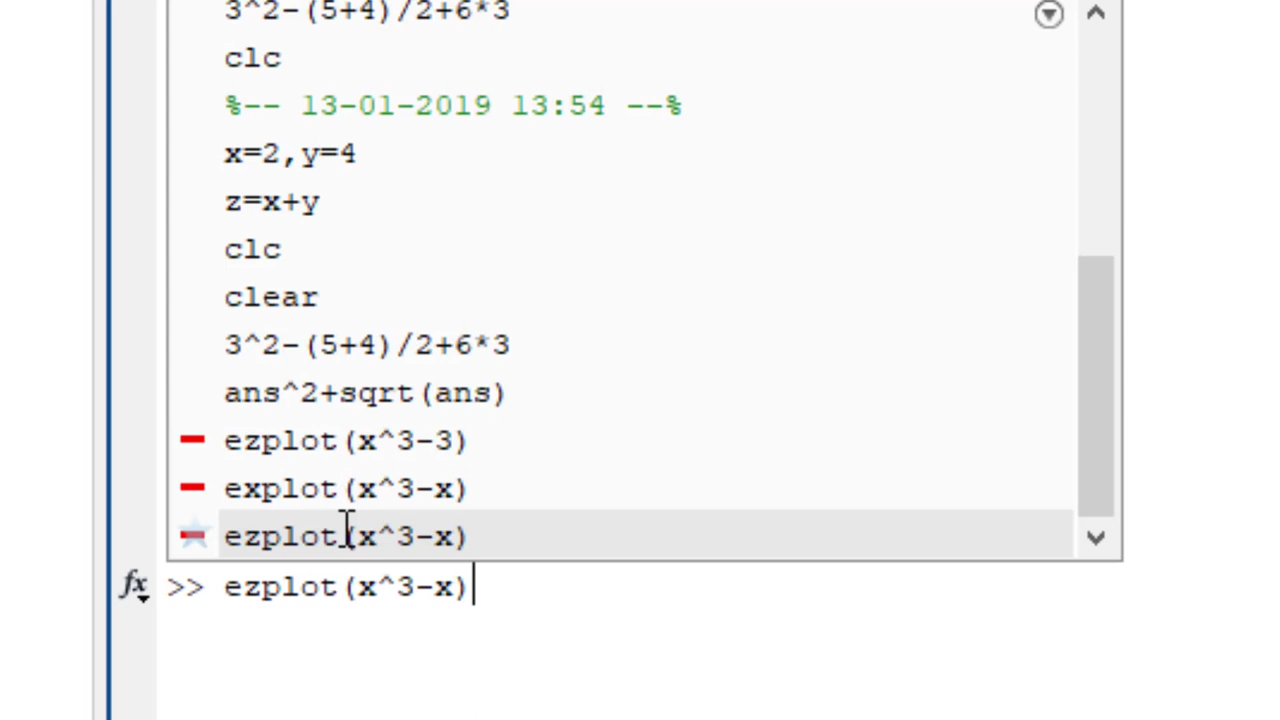 3^2-(5+4)/2+6*3
clc
%-- 13-01-2019 13:54 --%
x=2,y=4
z=x+y
clc
clear
3^2-(5+4)/2+6*3
ans^2+sqrt(ans)
ezplot(x^3-3)
explot(x^3-x)
ezplot(x^3-x)
fx >> ezplot(x^3-x)